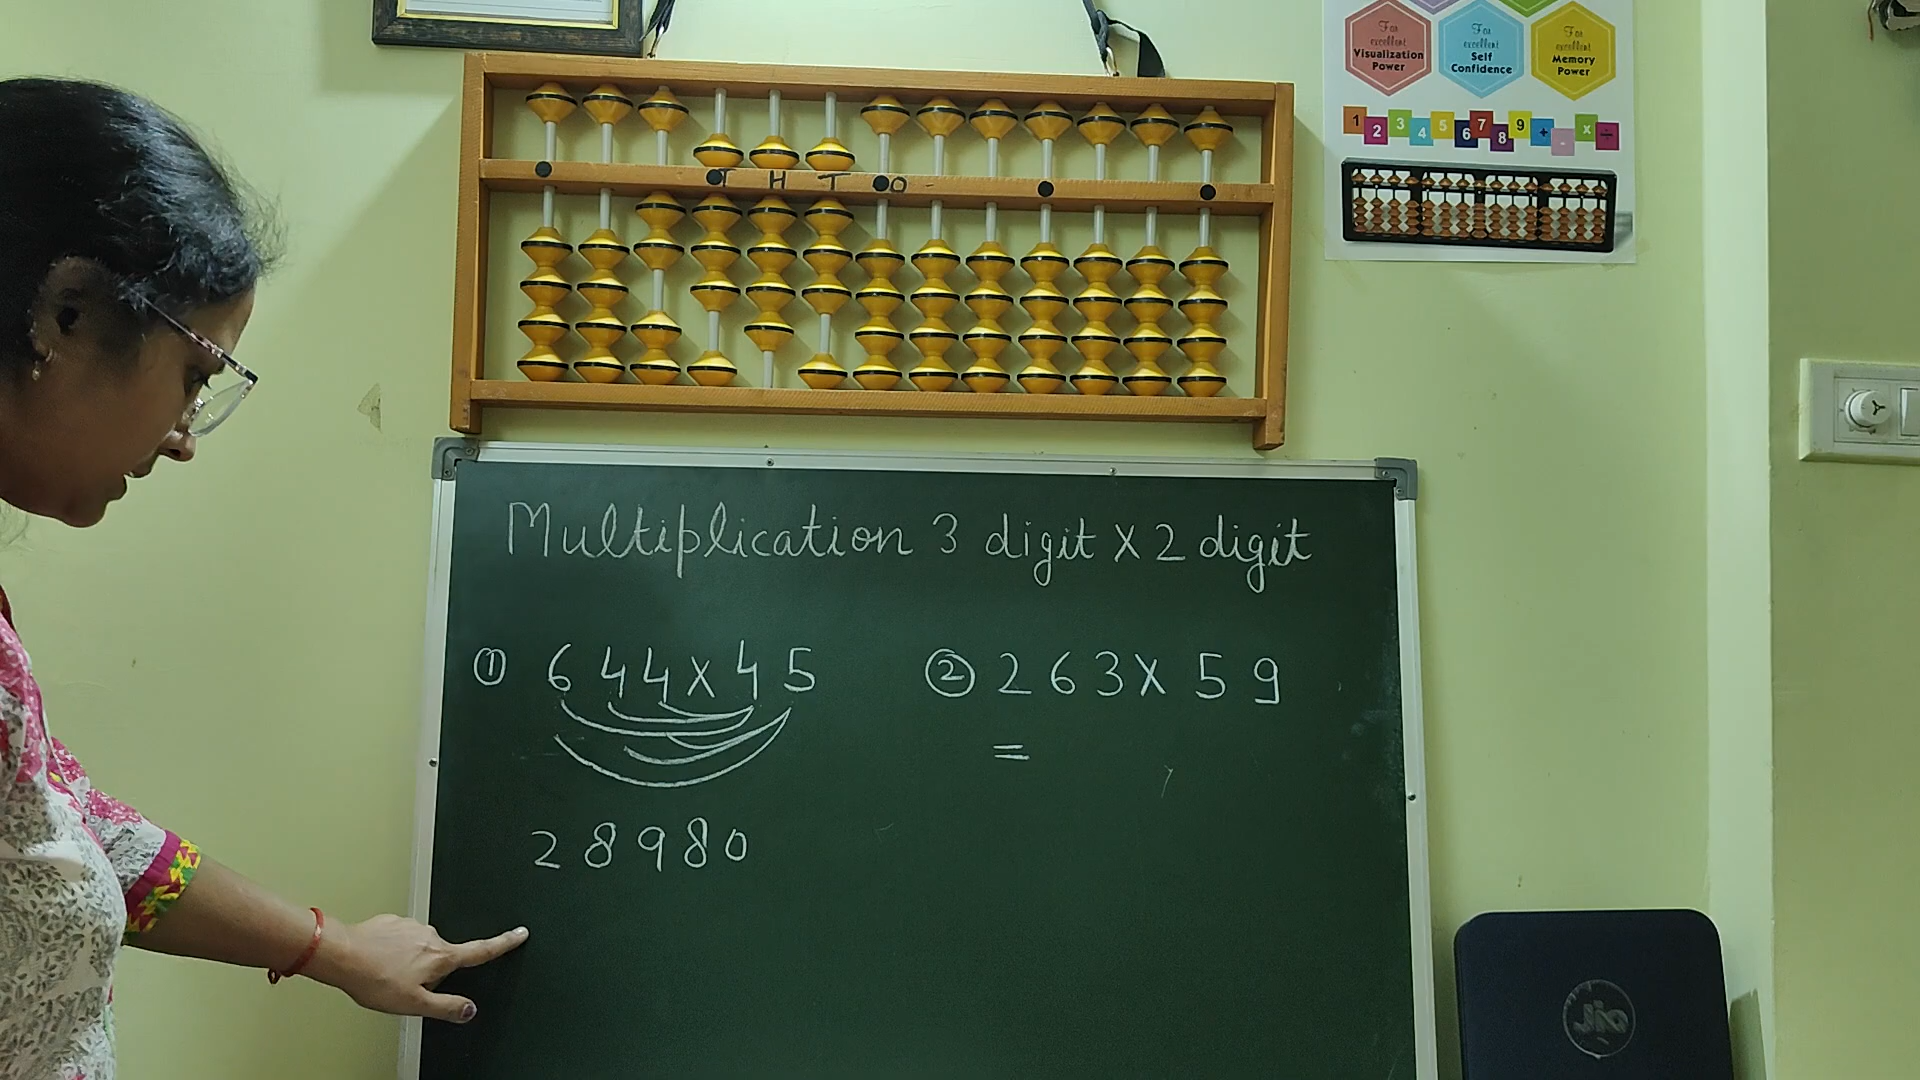 For excellent Visualization Power
For excellent Self Confidence
For excellent Memory Power
1 2 3 4 5 6 7 8 9 + - x ÷
T H T O
Multiplication 3 digit x 2 digit
① 644 x 45
② 263 x 59
=
28980